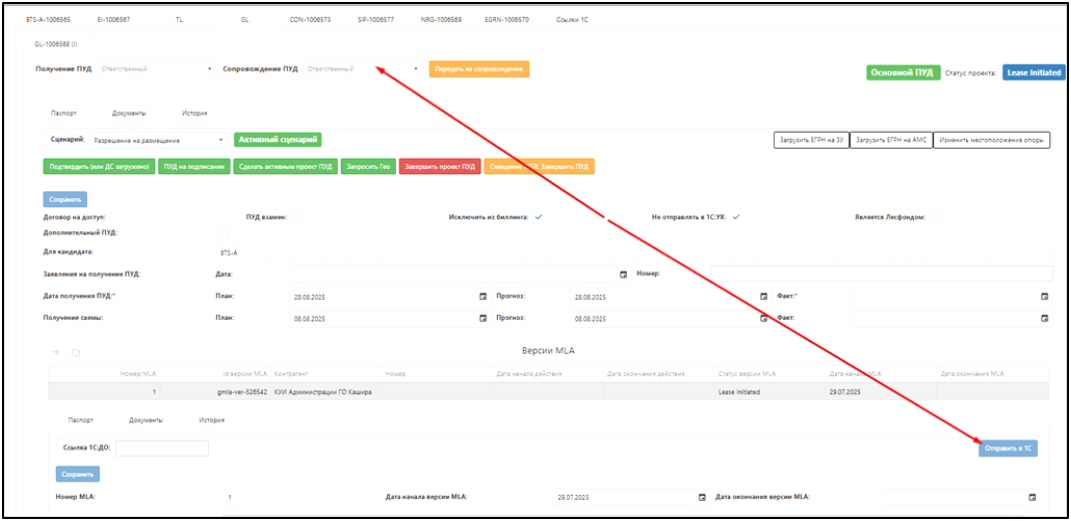 BTS-A-1006565 EI-1006567 TL GL CON-1006573 SIP-1006577 NRG-1006569 EGRN-1006570 Ссылки 1С
GL-1006568 (I)
Получение ПУД Ответственный Сопровождение ПУД Ответственный Передать на сопровождение Основной ПУД Статус проекта: Lease Initiated
Паспорт Документы История
Сценарий: Разрешение на размещение Активный сценарий Загрузить ЕГРН на ЗУ Загрузить ЕГРН на АМС Изменить местоположение опоры
Подтвердить (или ДС загружено) ПУД на подписании Сделать активным проект ПУД Запросить Гео Завершить проект ПУД Смещение Завершить ПУД
Сохранить
Договор на доступ: ПУД взамен: Исключить из биллинга: Не отправлять в 1С:УХ: Является Лесфондом:
Дополнительный ПУД:
Для кандидата: BTS-A
Заявления на получение ПУД: Дата: Номер:
Дата получения ПУД:* План: 28.08.2025 Прогноз: 28.08.2025 Факт:*
Получение схемы: План: 08.08.2025 Прогноз: 08.08.2025 Факт:
+ Версии MLA
Номер MLA Id версии MLA Контрагент Номер Дата начала действия Дата окончания действия Статус версии MLA Дата начала MLA Дата окончания MLA
1 gmla-ver-526542 КУИ Администрации ГО Кашира Lease Initiated 29.07.2025
Паспорт Документы История
Ссылка 1С:ДО: Отправить в 1С
Сохранить
Номер MLA: 1 Дата начала версии MLA: 29.07.2025 Дата окончания версии MLA: